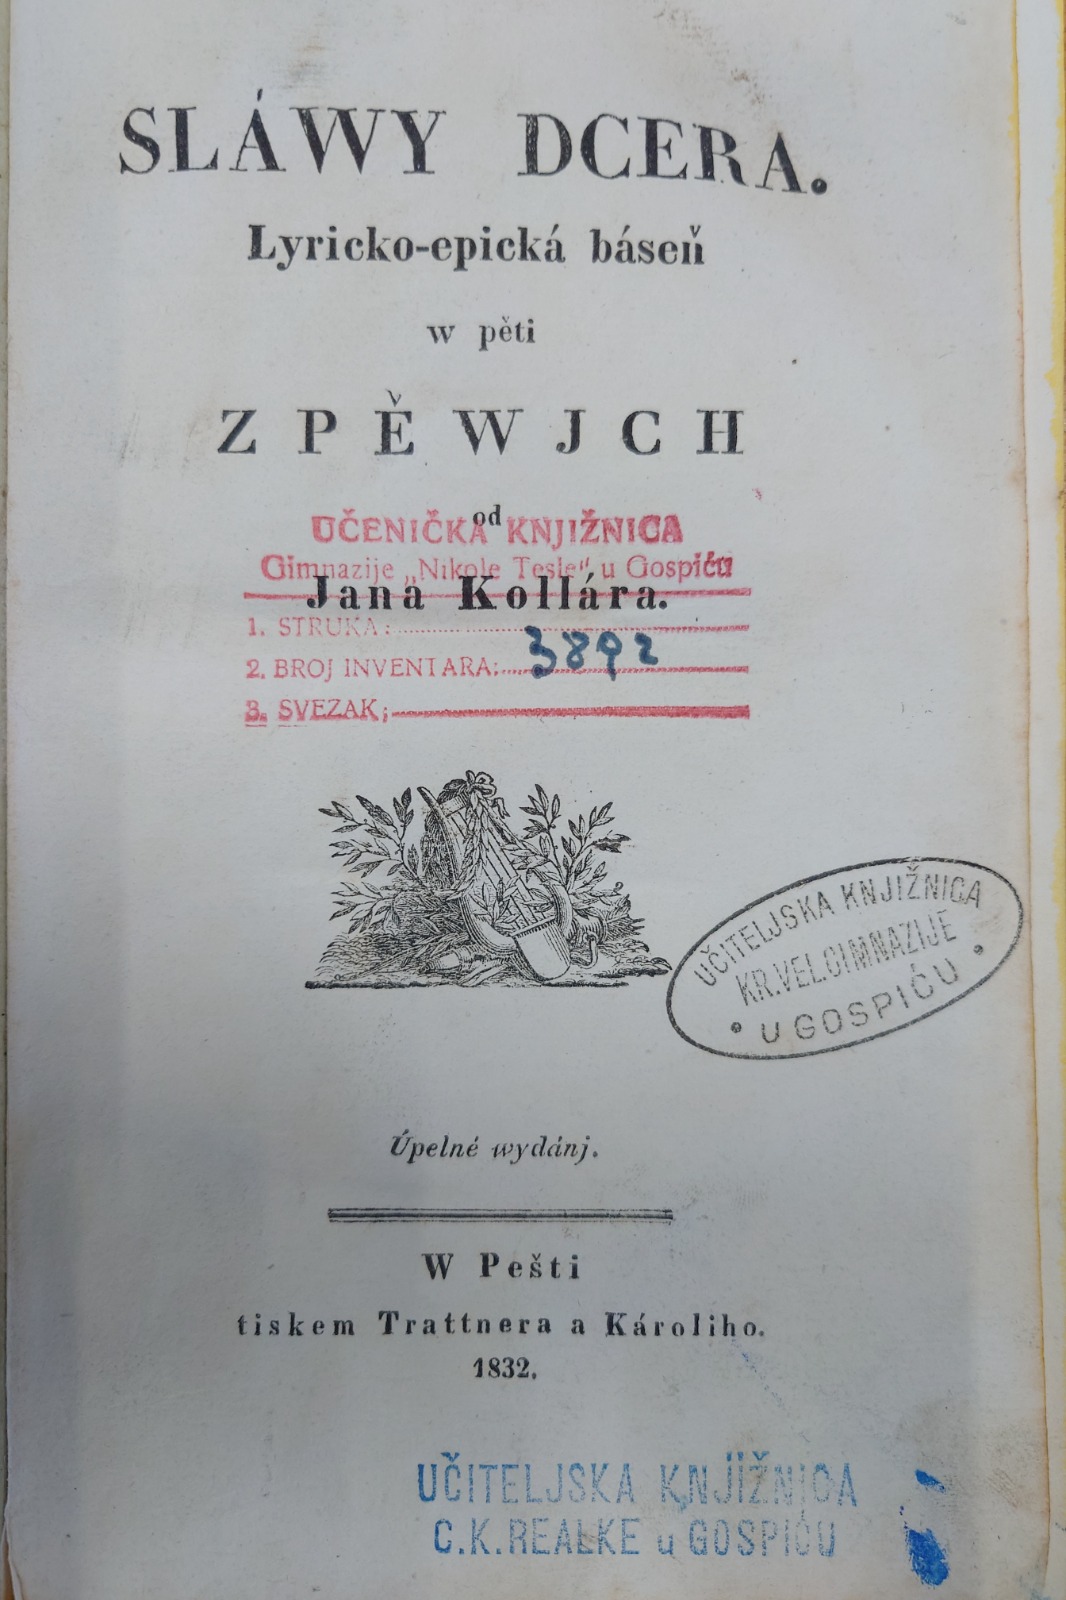 SLÁWY DCERA.
Lyricko-epická báseň
w pěti
ZPĚWJCH
od
UČENIČKA KNJIŽNICA
Gimnazije „Nikole Tesle" u Gospiću
Jana Kollára.
1. STRUKA:
2. BROJ INVENTARA: 3892
3. SVEZAK:
UČITELJSKA KNJIŽNICA
KR. VEL. GIMNAZIJE
• U GOSPIĆU •
Úpelné wydánj.
W Pešti
tiskem Trattnera a Károliho.
1832.
UČITELJSKA KNJIŽNICA
C.K. REALKE u GOSPIĆU